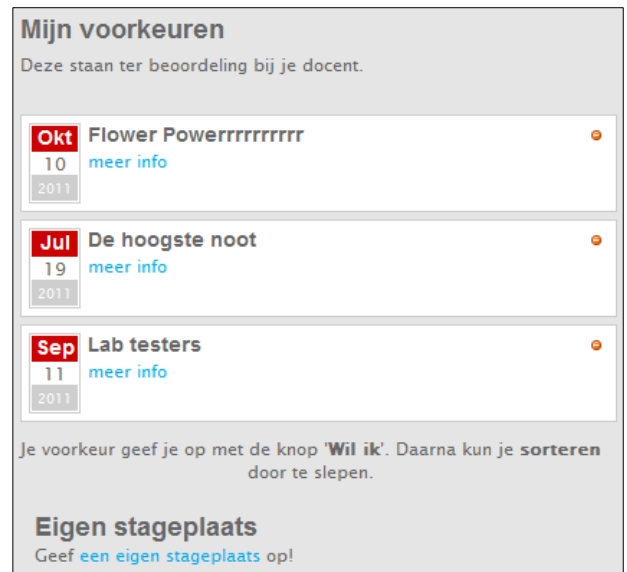 Mijn voorkeuren
Deze staan ter beoordeling bij je docent.
Okt
10
2011
Flower Powerrrrrrrrrr
meer info
Jul
19
2011
De hoogste noot
meer info
Sep
11
2011
Lab testers
meer info
Je voorkeur geef je op met de knop 'Wil ik'. Daarna kun je sorteren
door te slepen.
Eigen stageplaats
Geef een eigen stageplaats op!